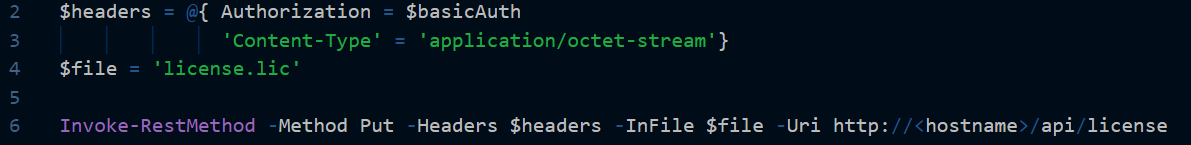 2 $headers = @{ Authorization = $basicAuth
3 'Content-Type' = 'application/octet-stream'}
4 $file = 'license.lic'
5
6 Invoke-RestMethod -Method Put -Headers $headers -InFile $file -Uri http://<hostname>/api/license